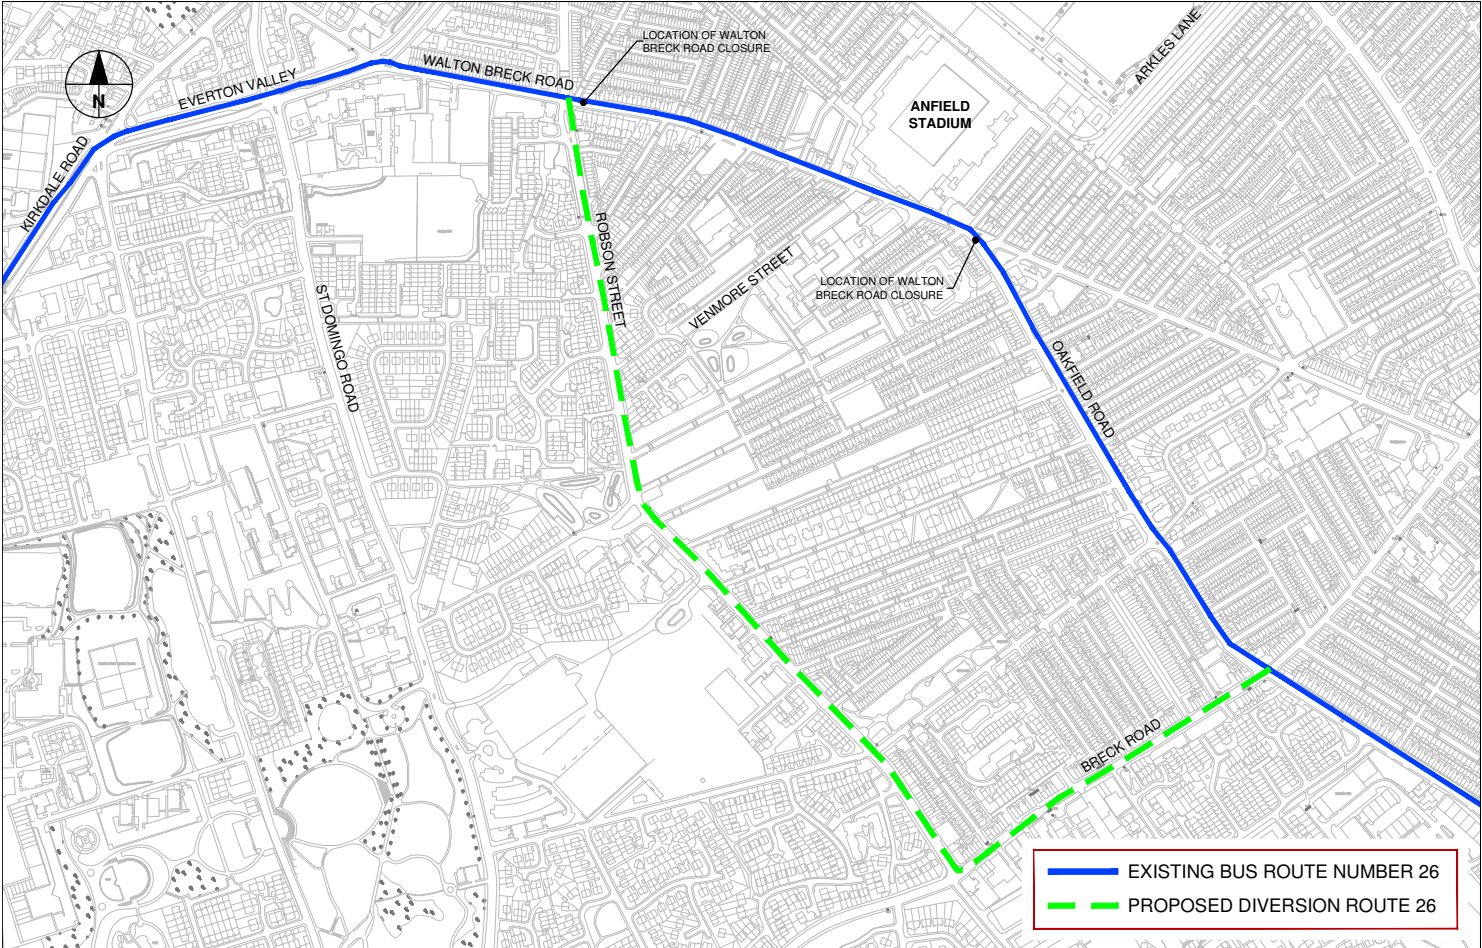 LOCATION OF WALTON
BRECK ROAD CLOSURE
ARKLES LANE
WALTON BRECK ROAD
EVERTON VALLEY
N
ANFIELD
STADIUM
KIRKDALE ROAD
ROBSON STREET
VENMORE STREET
LOCATION OF WALTON
BRECK ROAD CLOSURE
ST DOMINGO ROAD
OAKFIELD ROAD
BRECK ROAD
EXISTING BUS ROUTE NUMBER 26
PROPOSED DIVERSION ROUTE 26